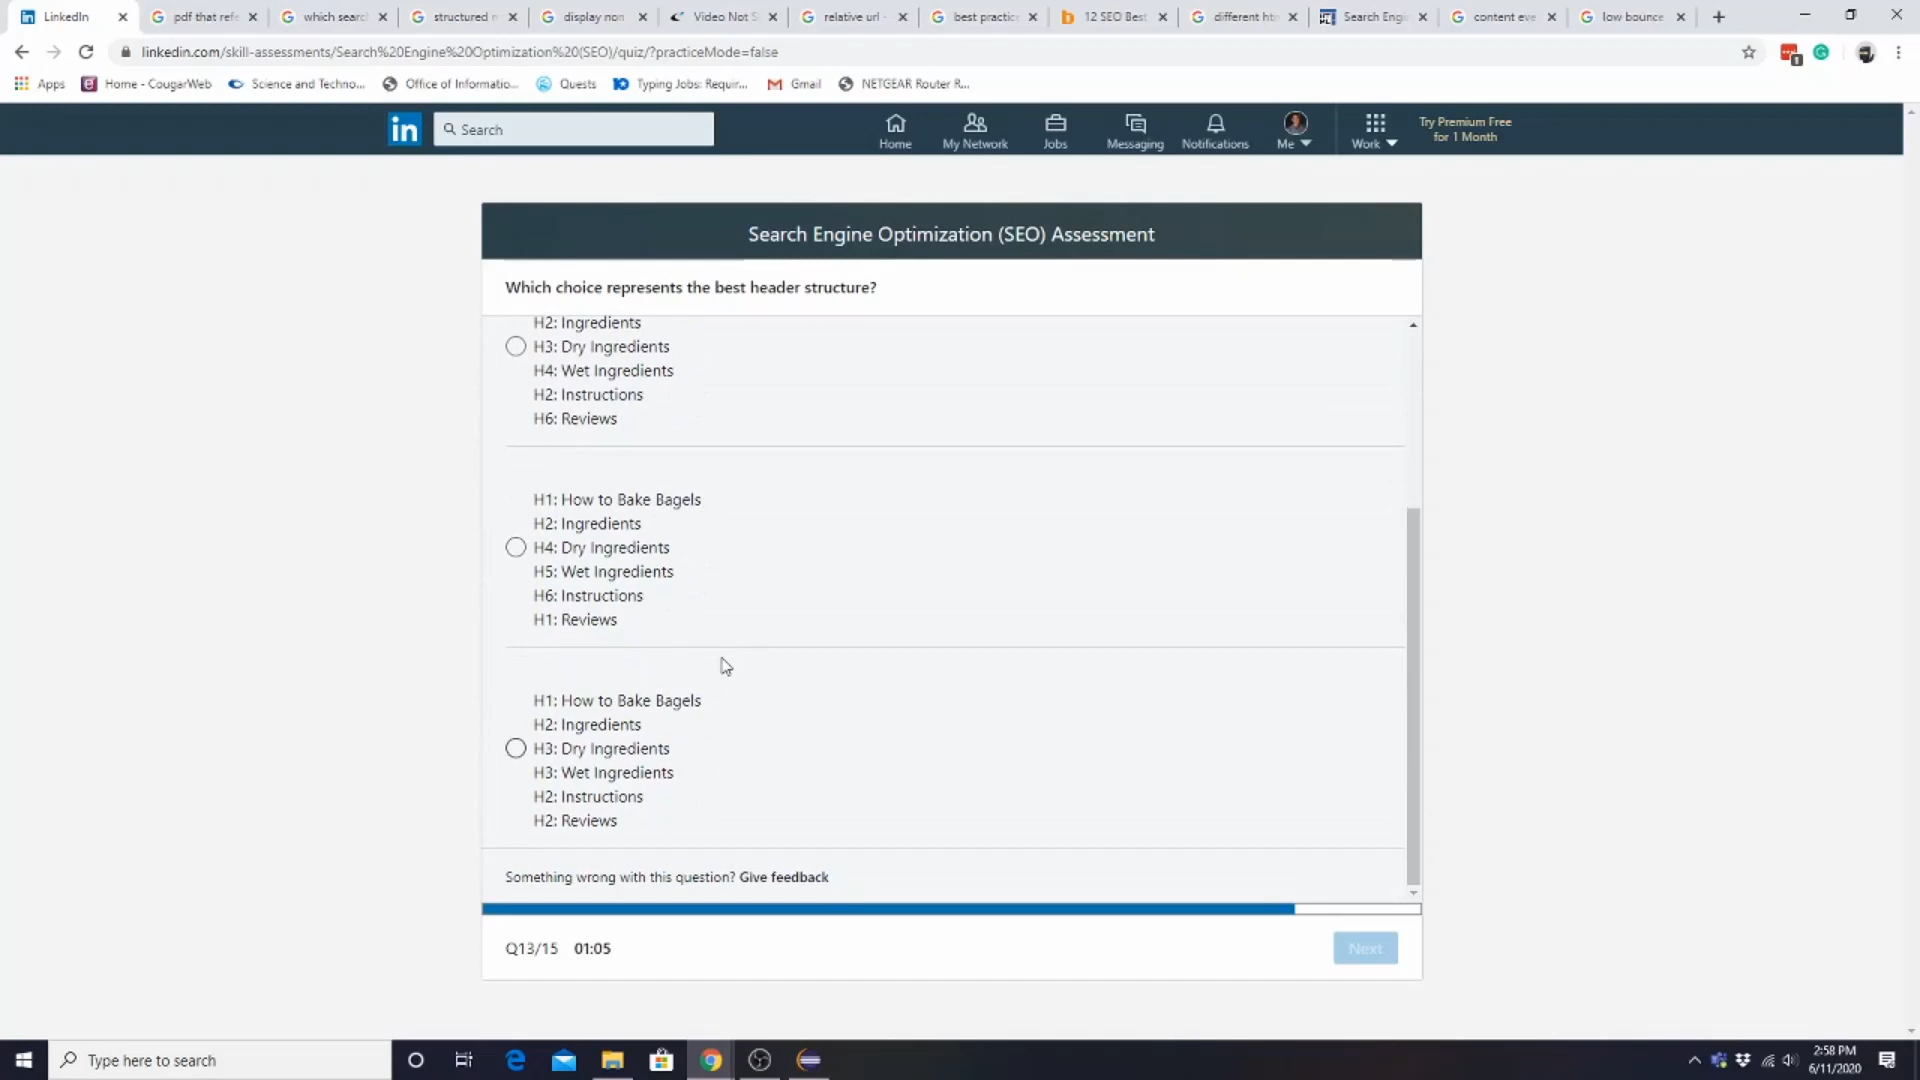 LinkedIn
pdf that refe
which searc
structured m
display non
Video Not S
relative url -
best practic
12 SEO Best
different htm
Search Engi
content eve
low bounce
linkedin.com/skill-assessments/Search%20Engine%20Optimization%20(SEO)/quiz/?practiceMode=false
Apps
Home - CougarWeb
Science and Techno...
Office of Informatio...
Quests
Typing Jobs: Requir...
Gmail
NETGEAR Router R...
in
Search
Home
My Network
Jobs
Messaging
Notifications
Me
Work
Try Premium Free
for 1 Month
Search Engine Optimization (SEO) Assessment
Which choice represents the best header structure?
H2: Ingredients
H3: Dry Ingredients
H4: Wet Ingredients
H2: Instructions
H6: Reviews
H1: How to Bake Bagels
H2: Ingredients
H4: Dry Ingredients
H5: Wet Ingredients
H6: Instructions
H1: Reviews
H1: How to Bake Bagels
H2: Ingredients
H3: Dry Ingredients
H3: Wet Ingredients
H2: Instructions
H2: Reviews
Something wrong with this question? Give feedback
Q13/15 01:05
Next
Type here to search
2:58 PM
6/11/2020